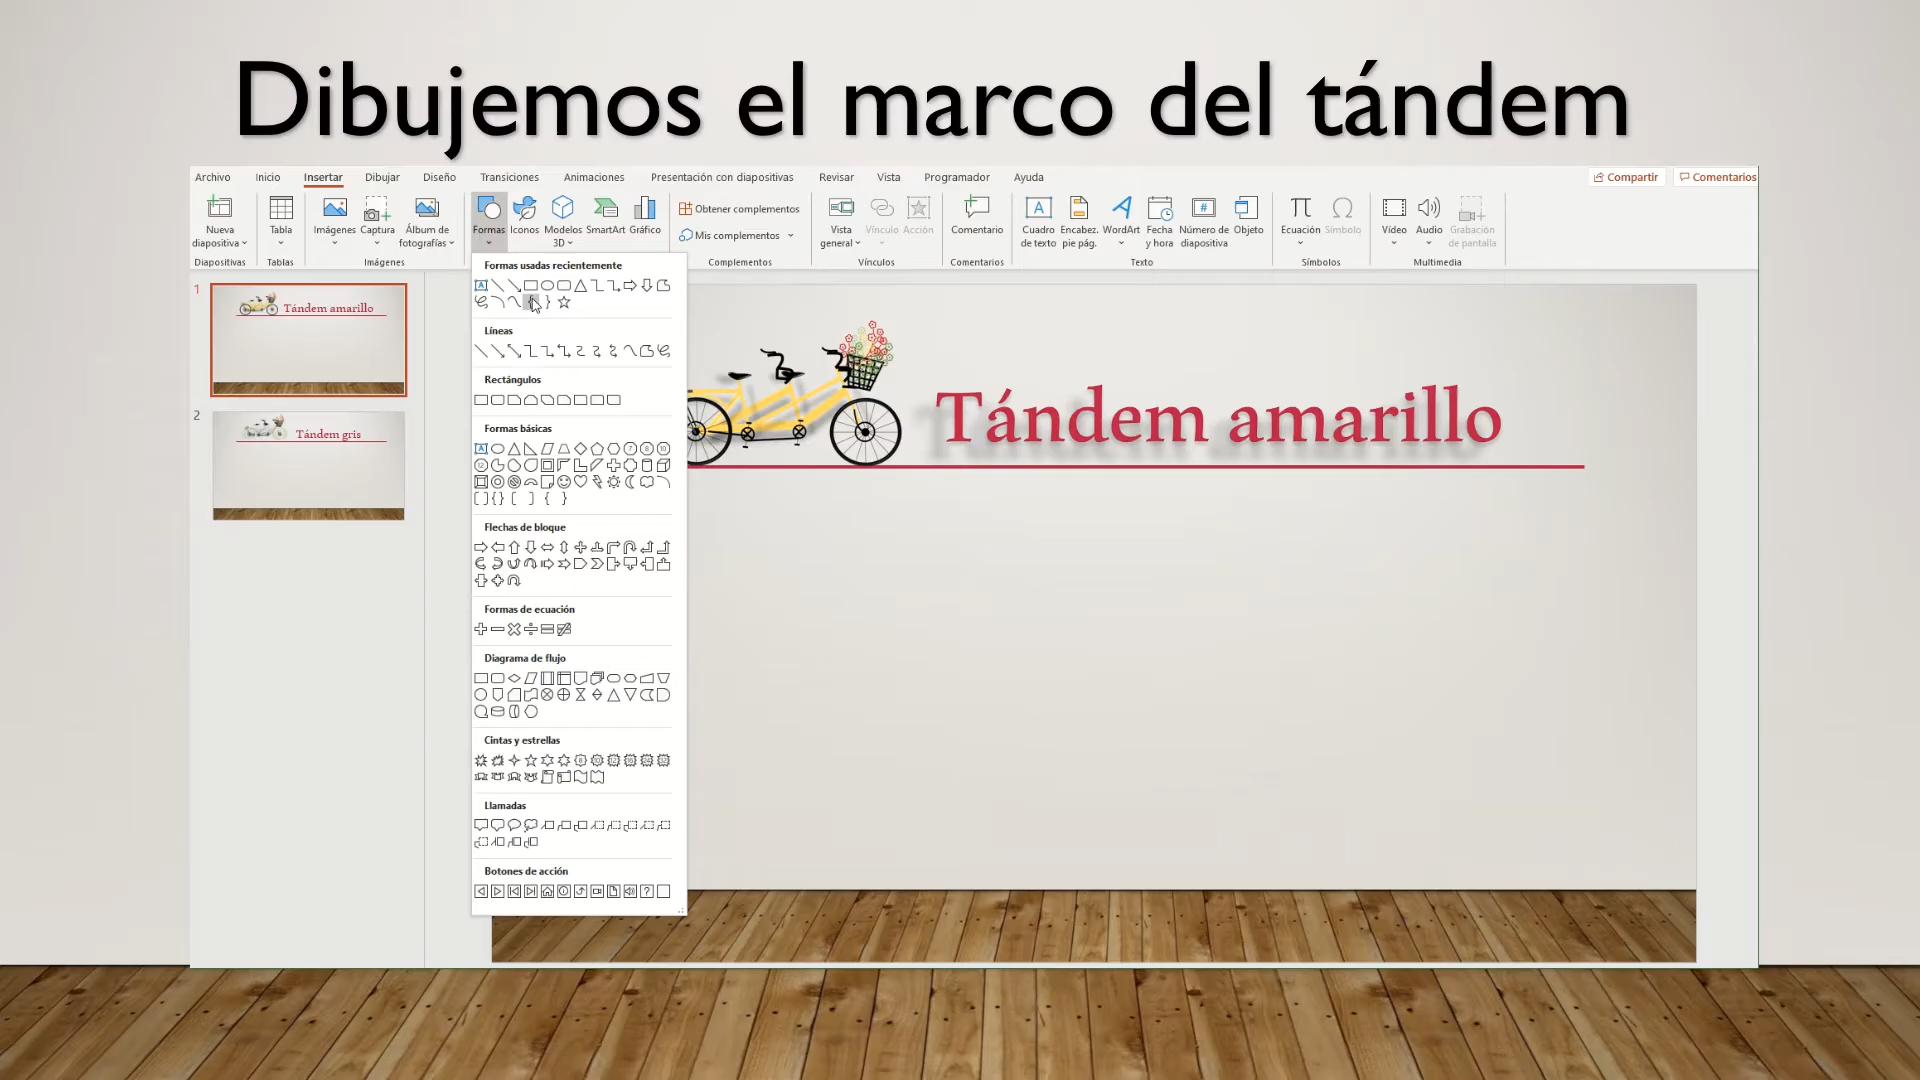 Dibujemos el marco del tándem
Archivo Inicio Insertar Dibujar Diseño Transiciones Animaciones Presentación con diapositivas Revisar Vista Programador Ayuda Compartir Comentarios
Nueva diapositiva
Tabla
Imágenes
Captura
Álbum de fotografías
Formas
Iconos
Modelos 3D
SmartArt
Gráfico
Obtener complementos
Mis complementos
Vista general
Vínculo
Acción
Comentario
Cuadro de texto
Encabez. pie pág.
WordArt
Fecha y hora
Número de diapositiva
Objeto
Ecuación
Símbolo
Vídeo
Audio
Grabación de pantalla
Diapositivas Tablas Imágenes Complementos Vínculos Comentarios Texto Símbolos Multimedia
1
Tándem amarillo
2
Tándem gris
Formas usadas recientemente
Líneas
Rectángulos
Formas básicas
Flechas de bloque
Formas de ecuación
Diagrama de flujo
Cintas y estrellas
Llamadas
Botones de acción
Tándem amarillo